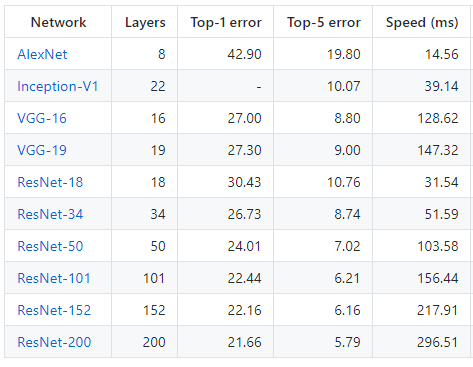 Network Layers Top-1 error Top-5 error Speed (ms)
AlexNet 8 42.90 19.80 14.56
Inception-V1 22 - 10.07 39.14
VGG-16 16 27.00 8.80 128.62
VGG-19 19 27.30 9.00 147.32
ResNet-18 18 30.43 10.76 31.54
ResNet-34 34 26.73 8.74 51.59
ResNet-50 50 24.01 7.02 103.58
ResNet-101 101 22.44 6.21 156.44
ResNet-152 152 22.16 6.16 217.91
ResNet-200 200 21.66 5.79 296.51